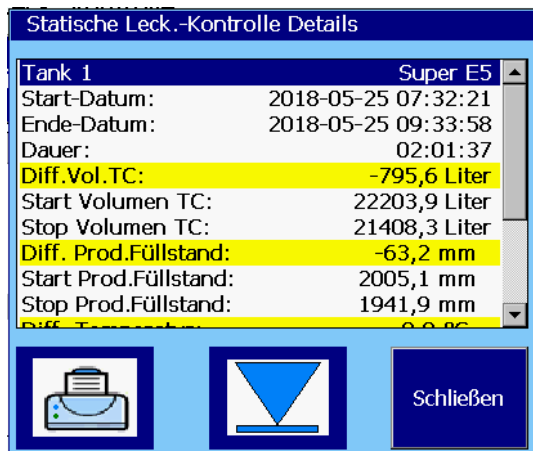 Statische Leck.-Kontrolle Details
Tank 1 Super E5
Start-Datum: 2018-05-25 07:32:21
Ende-Datum: 2018-05-25 09:33:58
Dauer: 02:01:37
Diff.Vol.TC: -795,6 Liter
Start Volumen TC: 22203,9 Liter
Stop Volumen TC: 21408,3 Liter
Diff. Prod.Füllstand: -63,2 mm
Start Prod.Füllstand: 2005,1 mm
Stop Prod.Füllstand: 1941,9 mm
Schließen